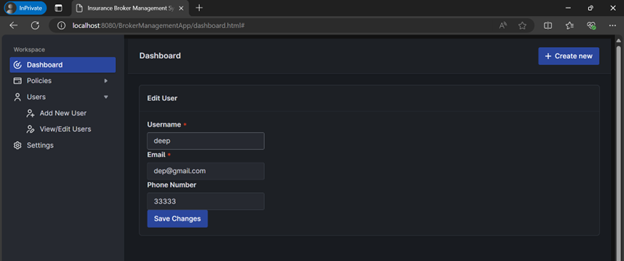 InPrivate
Insurance Broker Management Sy
localhost:8080/BrokerManagementApp/dashboard.html#
Workspace
Dashboard
Policies
Users
Add New User
View/Edit Users
Settings
Dashboard
+ Create new
Edit User
Username *
deep
Email *
dep@gmail.com
Phone Number
33333
Save Changes